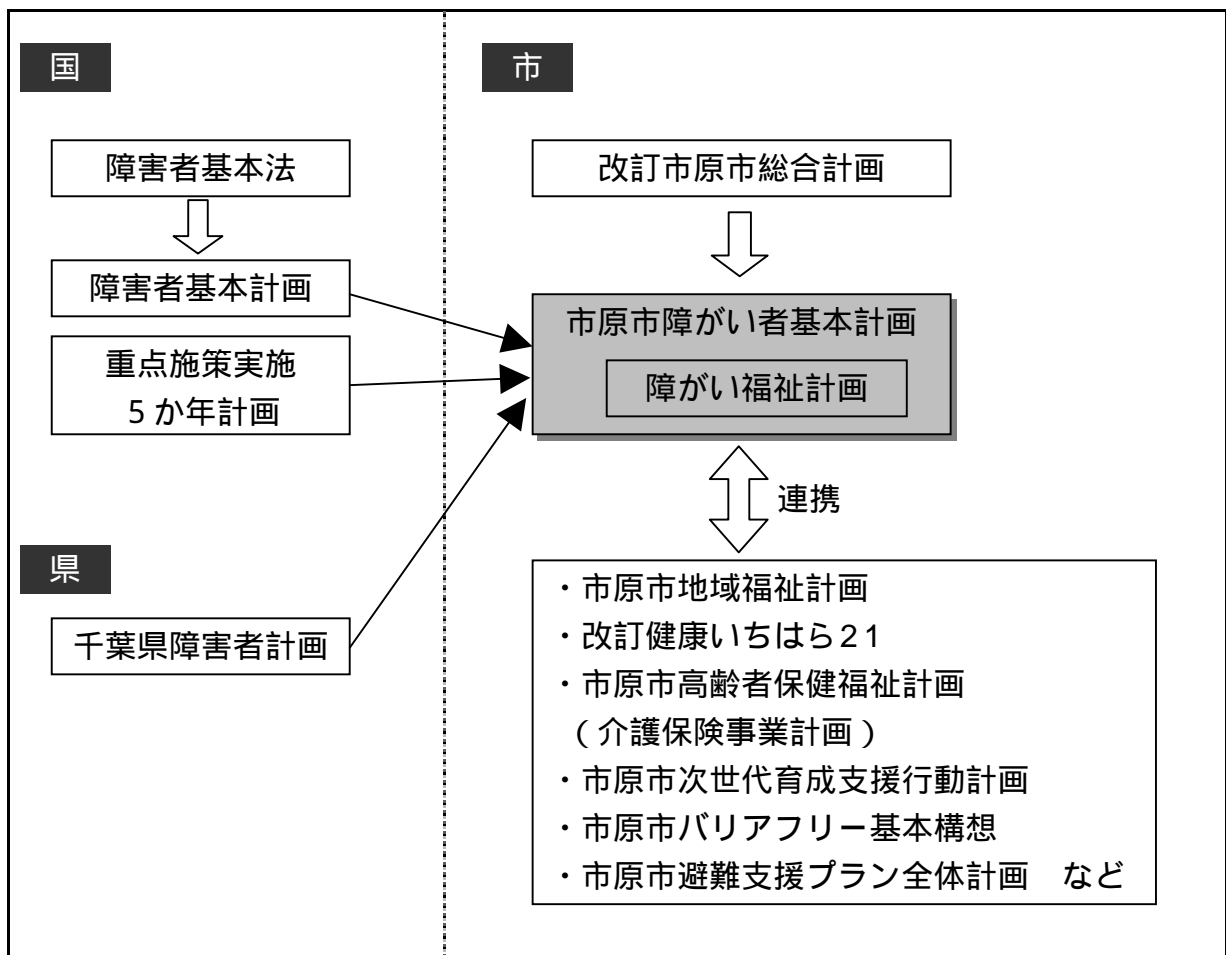 国
障害者基本法
障害者基本計画
重点施策実施
5か年計画
県
千葉県障害者計画
市
改訂市原市総合計画
市原市障がい者基本計画
障がい福祉計画
連携
・市原市地域福祉計画
・改訂健康いちはら21
・市原市高齢者保健福祉計画
（介護保険事業計画）
・市原市次世代育成支援行動計画
・市原市バリアフリー基本構想
・市原市避難支援プラン全体計画　など